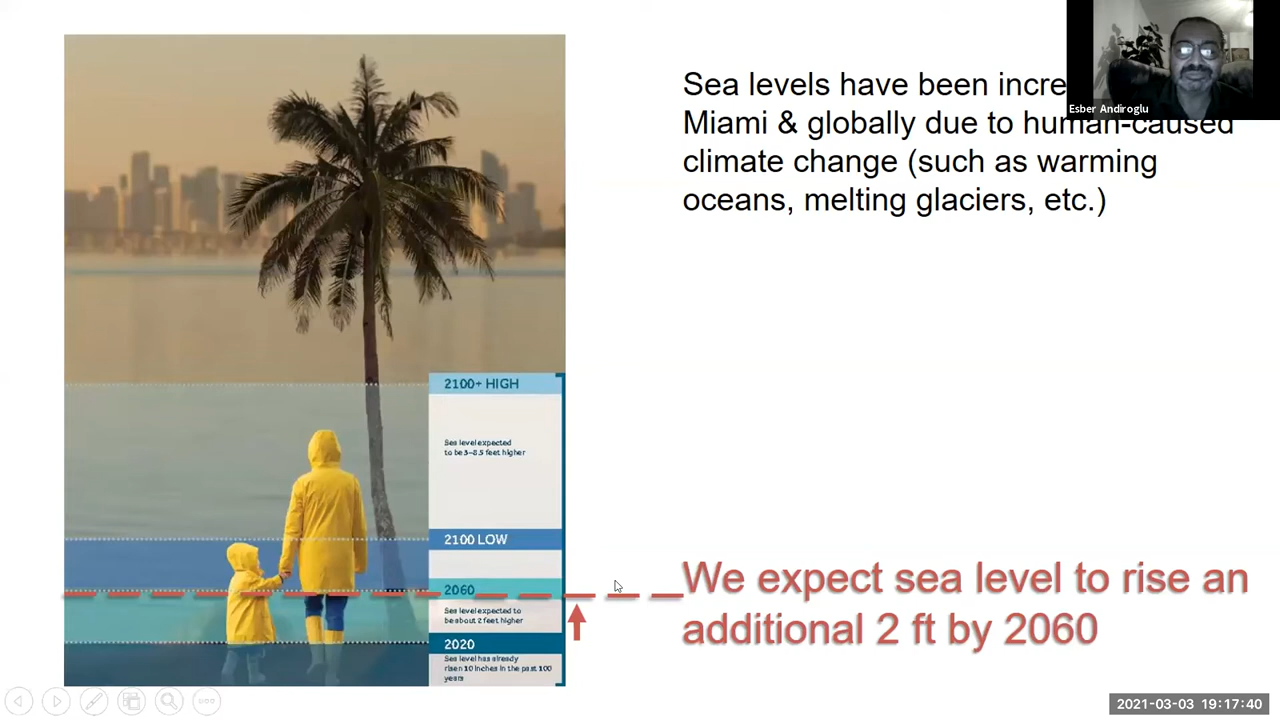 Sea levels have been incre
Miami & globally due to human-caused
climate change (such as warming
oceans, melting glaciers, etc.)
Esber Andiroglu
2100+ HIGH
Sea level expected
to be 3–8.5 feet higher
2100 LOW
2060
Sea level expected to
be about 2 feet higher
2020
Sea level has already
risen 10 inches in the past 100
years
We expect sea level to rise an
additional 2 ft by 2060
2021-03-03 19:17:40